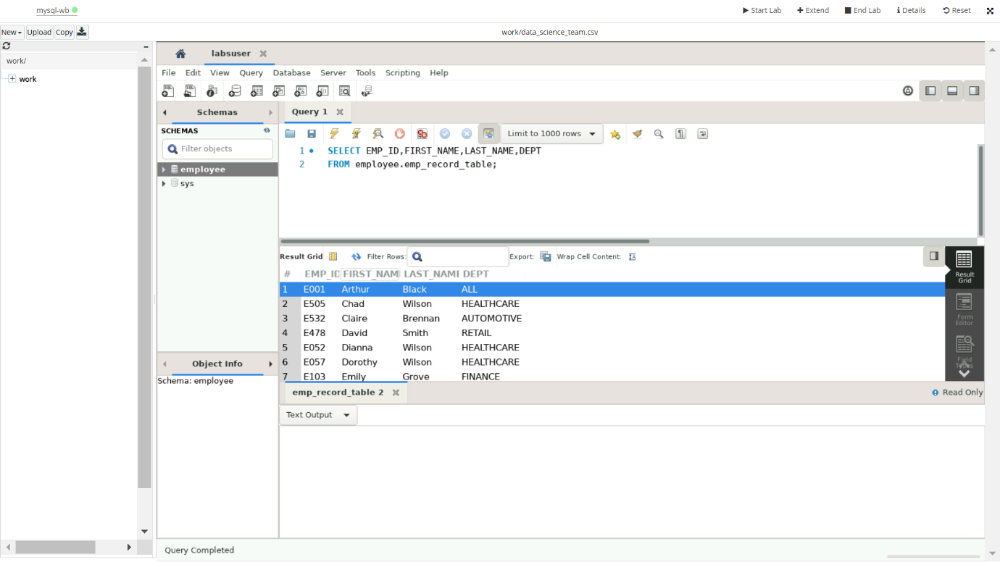 mysql-wb
Start Lab Extend End Lab Details Reset
New Upload Copy
work/data_science_team.csv
work/
work
labsuser
File Edit View Query Database Server Tools Scripting Help
Schemas
Query 1
SCHEMAS
Filter objects
employee
sys
Limit to 1000 rows
1 SELECT EMP_ID,FIRST_NAME,LAST_NAME,DEPT
2 FROM employee.emp_record_table;
Result Grid Filter Rows: Export: Wrap Cell Content:
# EMP_ID FIRST_NAM LAST_NAMI DEPT
1 E001 Arthur Black ALL
2 E505 Chad Wilson HEALTHCARE
3 E532 Claire Brennan AUTOMOTIVE
4 E478 David Smith RETAIL
5 E052 Dianna Wilson HEALTHCARE
6 E057 Dorothy Wilson HEALTHCARE
7 E103 Emily Grove FINANCE
Result
Grid
Form
Editor
Field
Types
Object Info
Schema: employee
emp_record_table 2
Read Only
Text Output
Query Completed